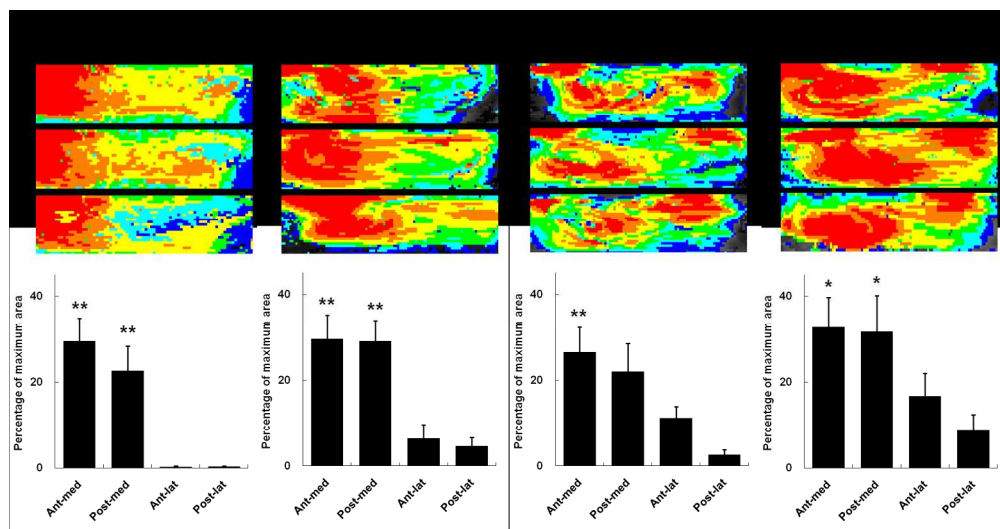 Percentage of maximum area
40
20
0
**
**
Ant-med
Post-med
Ant-lat
Post-lat
Percentage of maximum area
40
20
0
**
**
Ant-med
Post-med
Ant-lat
Post-lat
Percentage of maximum area
40
20
0
**
Ant-med
Post-med
Ant-lat
Post-lat
Percentage of maximum area
40
20
0
*
*
Ant-med
Post-med
Ant-lat
Post-lat